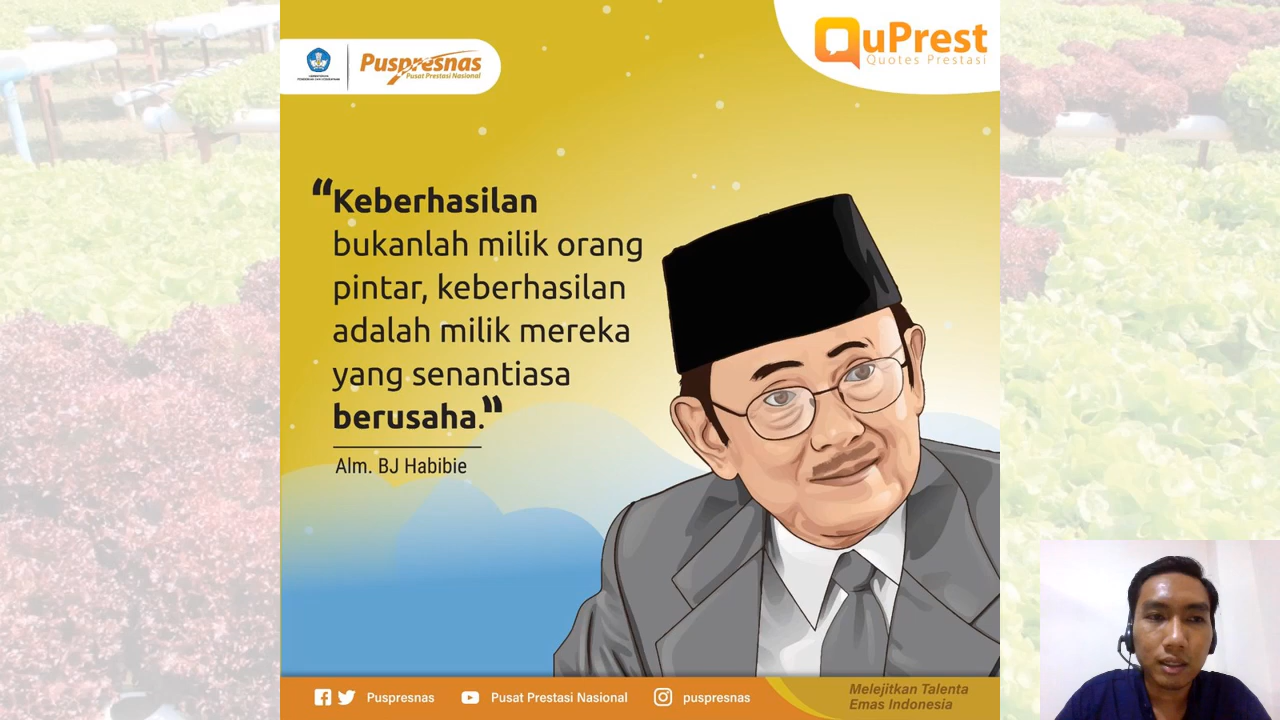 Puspresnas
Pusat Prestasi Nasional
QuPrest
Quotes Prestasi
“Keberhasilan
bukanlah milik orang
pintar, keberhasilan
adalah milik mereka
yang senantiasa
berusaha.”
Alm. BJ Habibie
Puspresnas
Pusat Prestasi Nasional
puspresnas
Melejitkan Talenta
Emas Indonesia